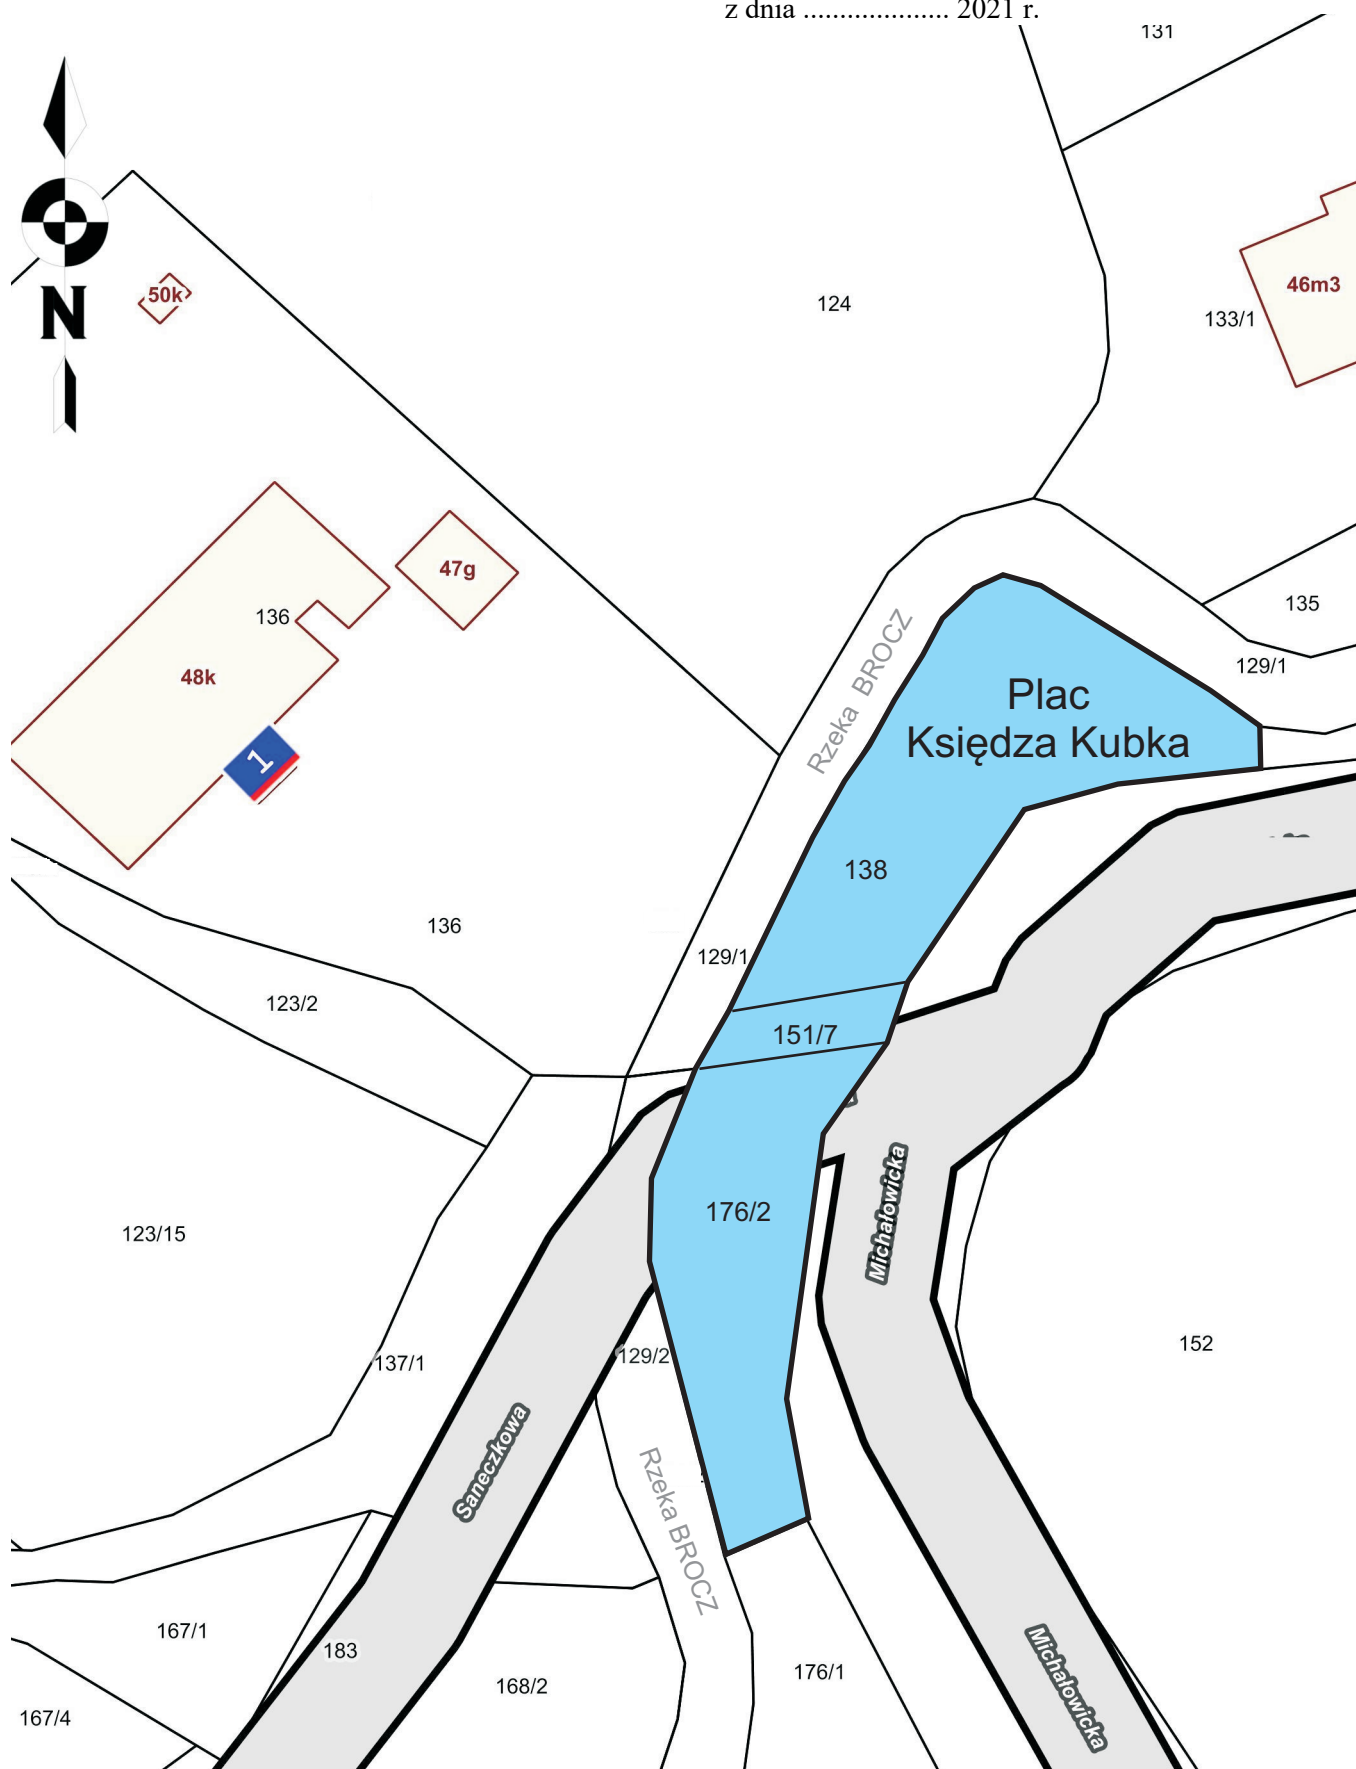 z dnia .................... 2021 r.
131
N
50k
124
133/1
46m3
47g
136
48k
135
129/1
Rzeka BROCZ
Plac
Księdza Kubka
1
138
136
129/1
123/2
151/7
176/2
Michałowicka
123/15
152
129/2
137/1
Saneczkowa
Rzeka BROCZ
167/1
183
176/1
168/2
Michałowicka
167/4